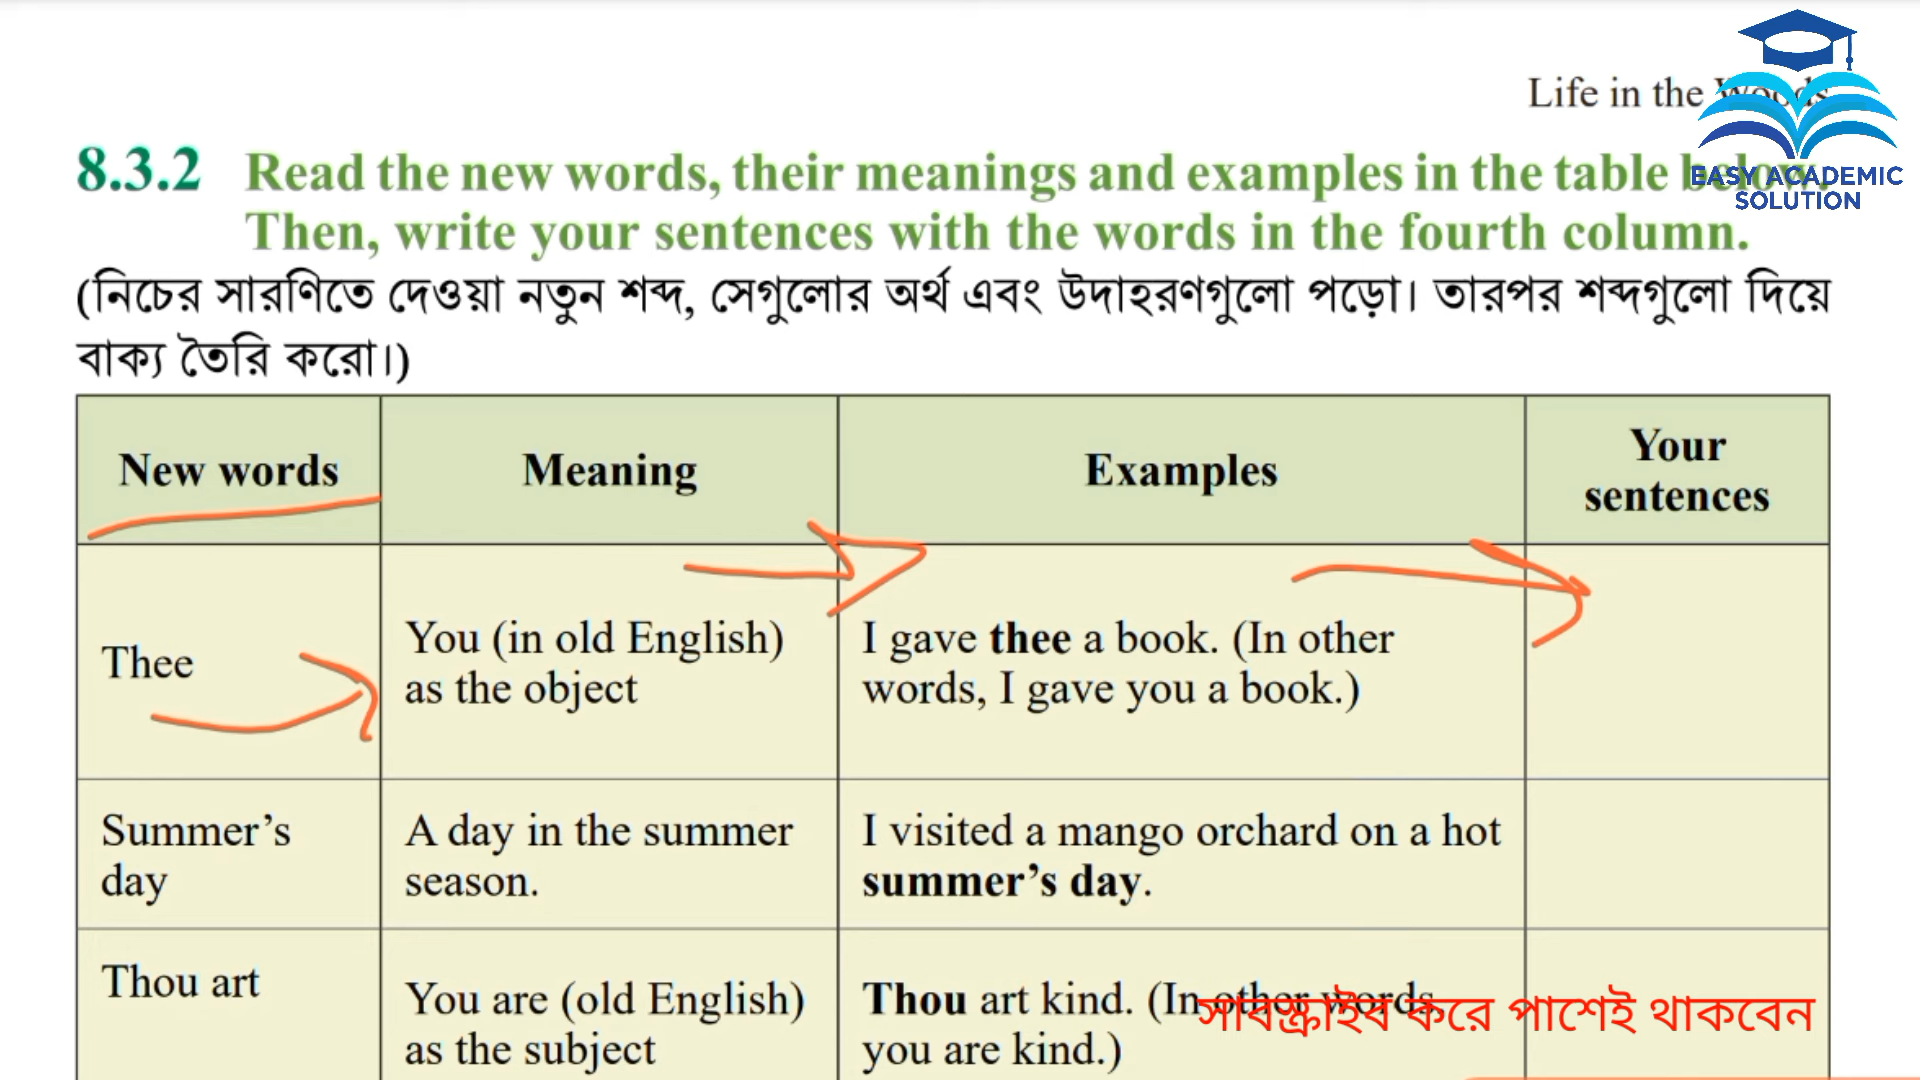 Life in the Woods
EASY ACADEMIC
SOLUTION
8.3.2 Read the new words, their meanings and examples in the table below.
Then, write your sentences with the words in the fourth column.
(নিচের সারণিতে দেওয়া নতুন শব্দ, সেগুলোর অর্থ এবং উদাহরণগুলো পড়ো। তারপর শব্দগুলো দিয়ে
বাক্য তৈরি করো।)
New words
Meaning
Examples
Your
sentences
Thee
You (in old English)
as the object
I gave thee a book. (In other
words, I gave you a book.)
Summer's
day
A day in the summer
season.
I visited a mango orchard on a hot
summer's day.
Thou art
You are (old English)
as the subject
Thou art kind. (In other words,
you are kind.)
সাবস্ক্রাইব করে পাশেই থাকবেন